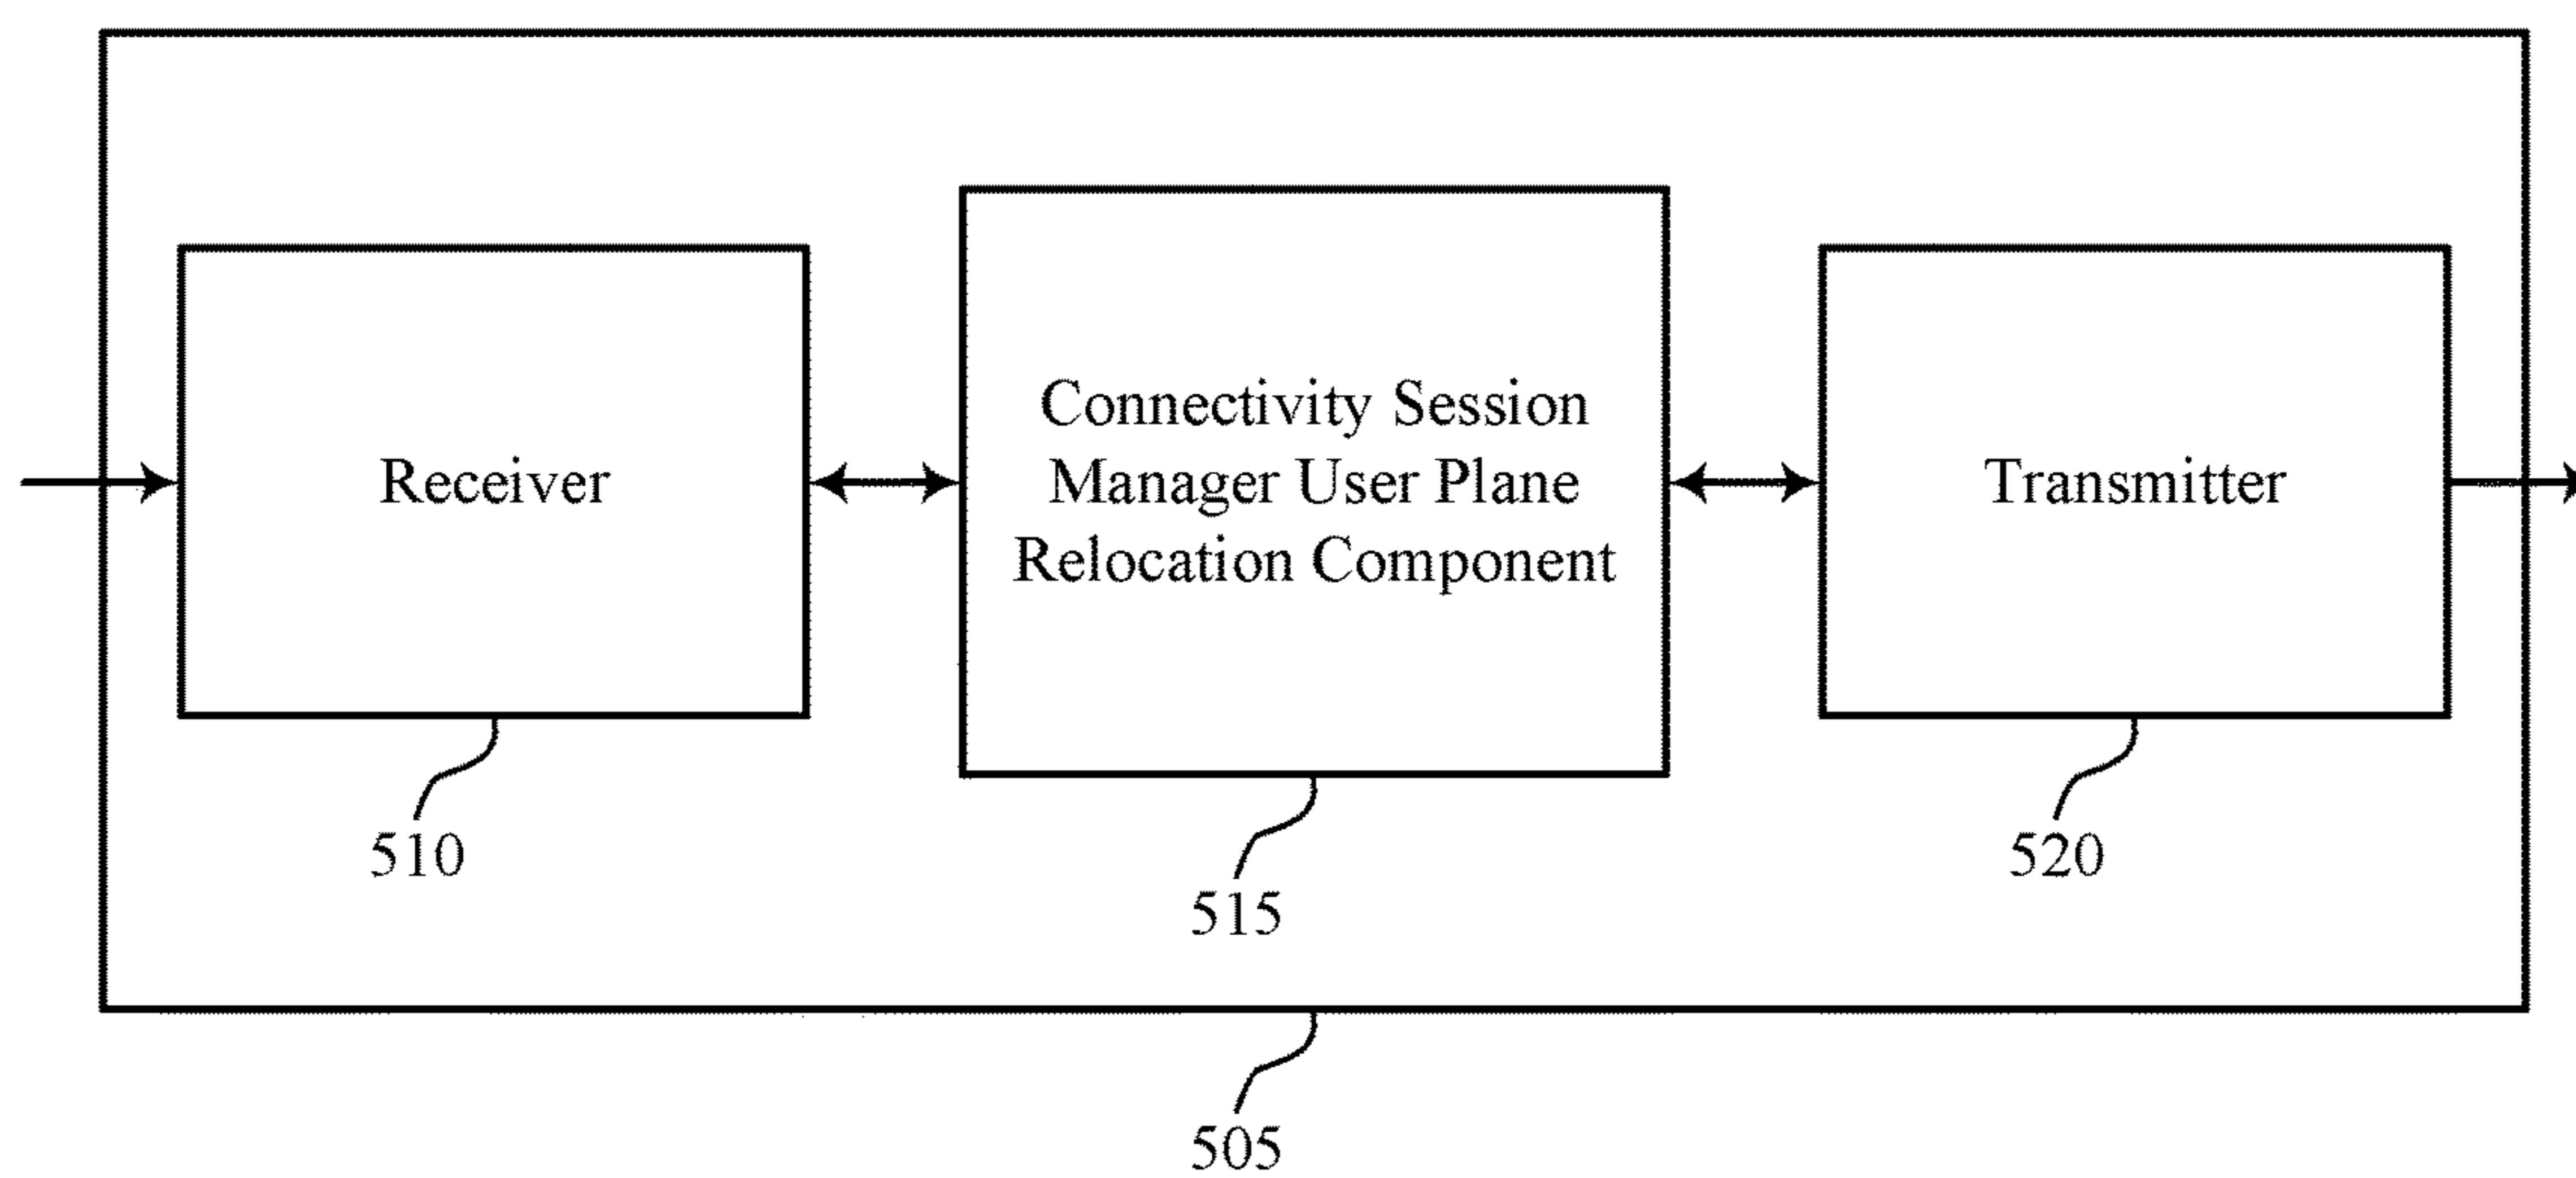 Receiver
Connectivity Session
Manager User Plane
Relocation Component
Transmitter
510
515
520
505